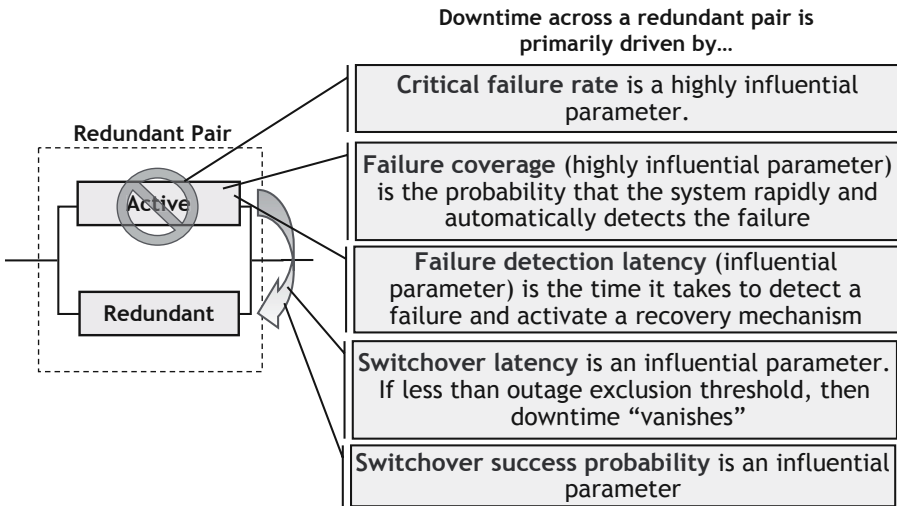 Downtime across a redundant pair is
primarily driven by…
Critical failure rate is a highly influential
parameter.
Redundant Pair
Failure coverage (highly influential parameter)
is the probability that the system rapidly and
automatically detects the failure
Active
Failure detection latency (influential
parameter) is the time it takes to detect a
failure and activate a recovery mechanism
Redundant
Switchover latency is an influential parameter.
If less than outage exclusion threshold, then
downtime “vanishes”
Switchover success probability is an influential
parameter